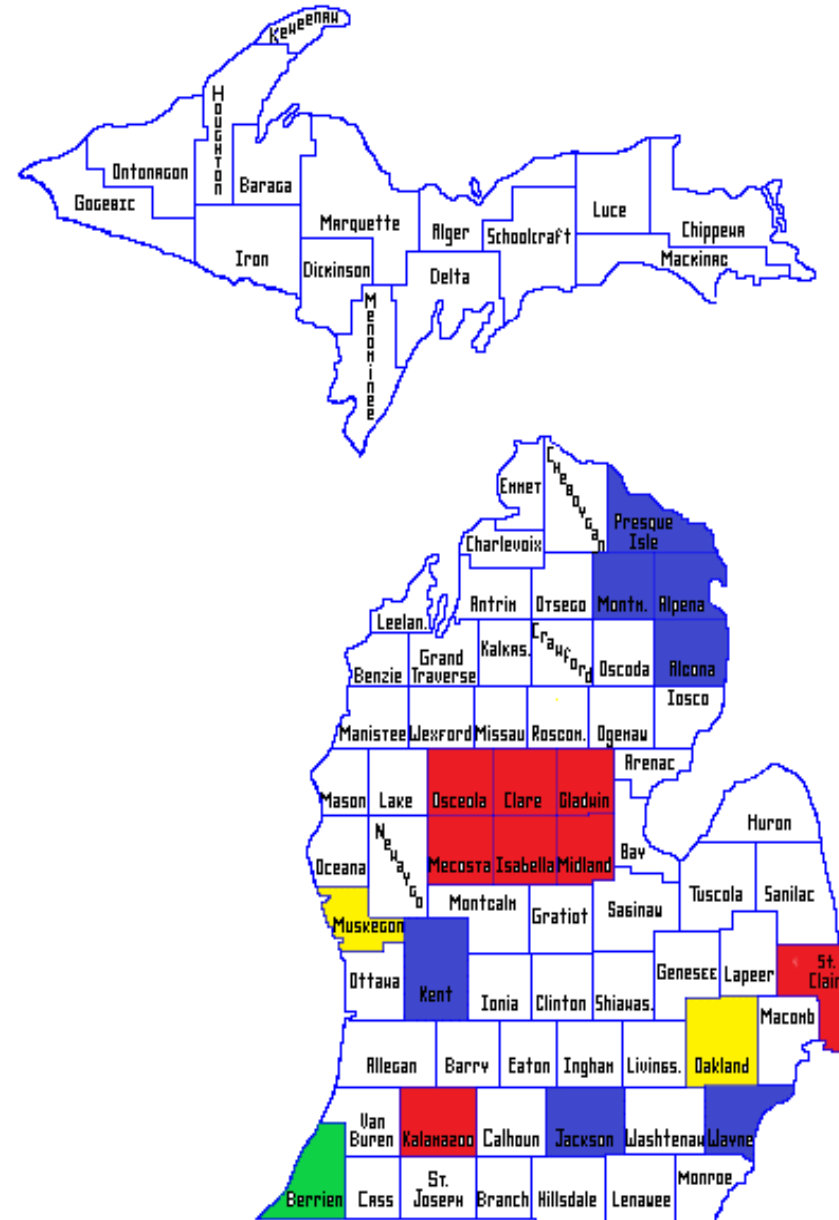 Keweenaw
Houghton
Ontonagon
Baraga
Gogebic
Marquette
Alger
Schoolcraft
Luce
Chippewa
Mackinac
Iron
Dickinson
Delta
Menominee
Emmet
Cheboygan
Presque
Isle
Charlevoix
Antrim
Otsego
Montm.
Alpena
Leelan.
Benzie
Grand
Traverse
Kalkas.
Crawford
Oscoda
Alcona
Manistee
Wexford
Missau
Roscom.
Ogemaw
Iosco
Arenac
Mason
Lake
Osceola
Clare
Gladwin
Huron
Oceana
Newaygo
Mecosta
Isabella
Midland
Bay
Tuscola
Sanilac
Muskegon
Montcalm
Gratiot
Saginaw
Ottawa
Kent
Ionia
Clinton
Shiawas.
Genesee
Lapeer
St.
Clair
Macomb
Allegan
Barry
Eaton
Ingham
Livings.
Oakland
Van
Buren
Kalamazoo
Calhoun
Jackson
Washtenaw
Wayne
Berrien
Cass
St.
Joseph
Branch
Hillsdale
Lenawee
Monroe